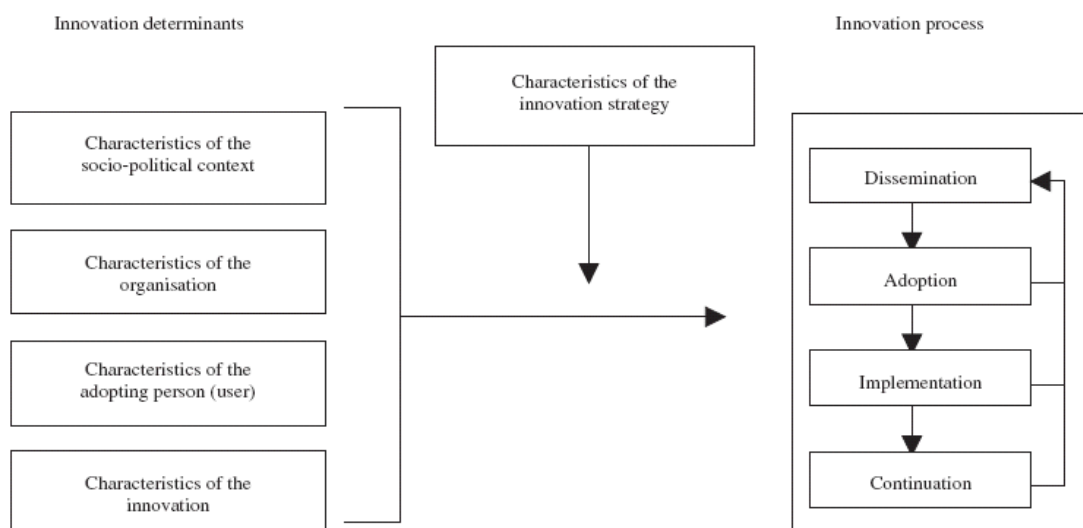 Innovation determinants
Innovation process
Characteristics of the
innovation strategy
Characteristics of the
socio-political context
Characteristics of the
organisation
Characteristics of the
adopting person (user)
Characteristics of the
innovation
Dissemination
Adoption
Implementation
Continuation